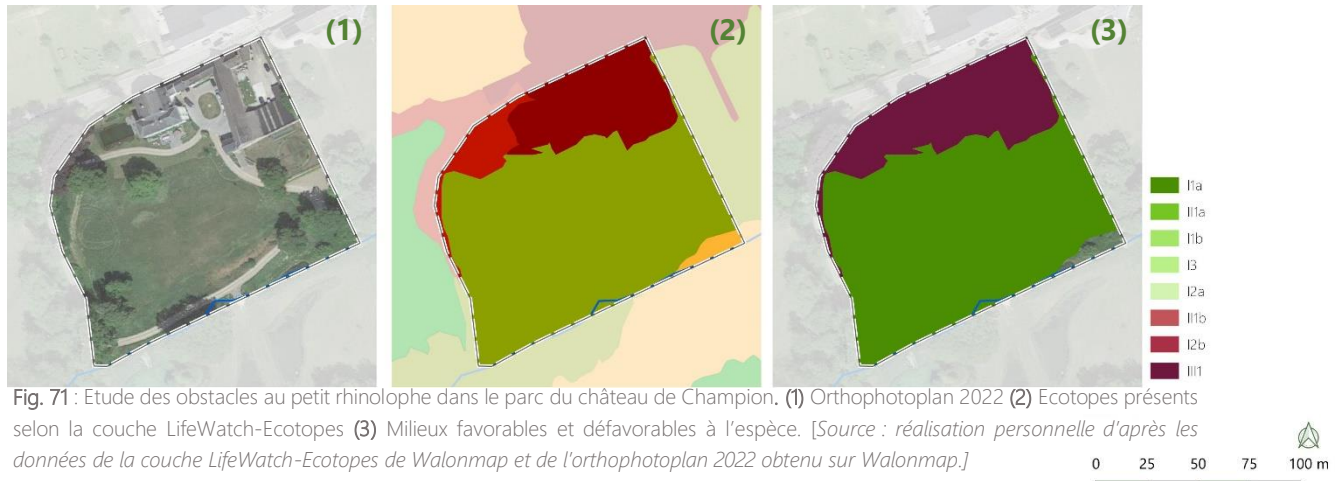 (1)
(2)
(3)
I1a
II1a
I1b
I3
I2a
II1b
I2b
III1
Fig. 71 : Etude des obstacles au petit rhinolophe dans le parc du château de Champion. (1) Orthophotoplan 2022 (2) Ecotopes présents
selon la couche LifeWatch-Ecotopes (3) Milieux favorables et défavorables à l'espèce. [Source : réalisation personnelle d'après les
données de la couche LifeWatch-Ecotopes de Walonmap et de l'orthophotoplan 2022 obtenu sur Walonmap.]
0 25 50 75 100 m